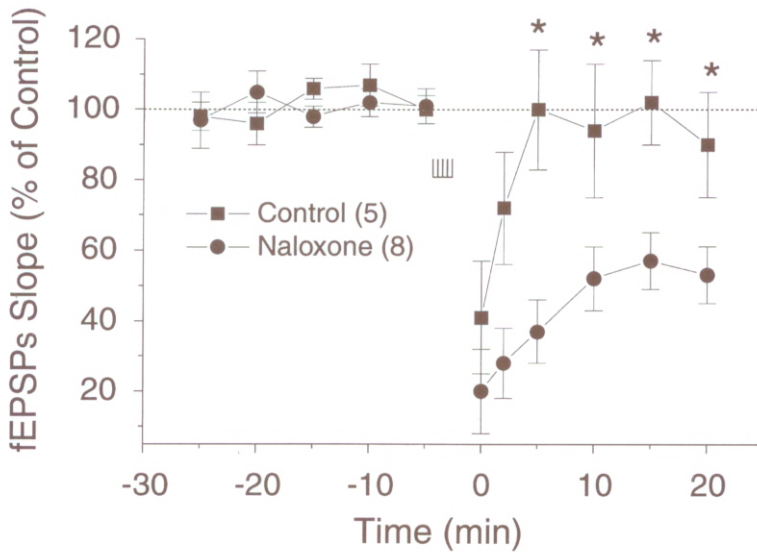 fEPSPs Slope (% of Control)
120
100
80
60
40
20
* * * *
Control (5)
Naloxone (8)
-30 -20 -10 0 10 20
Time (min)